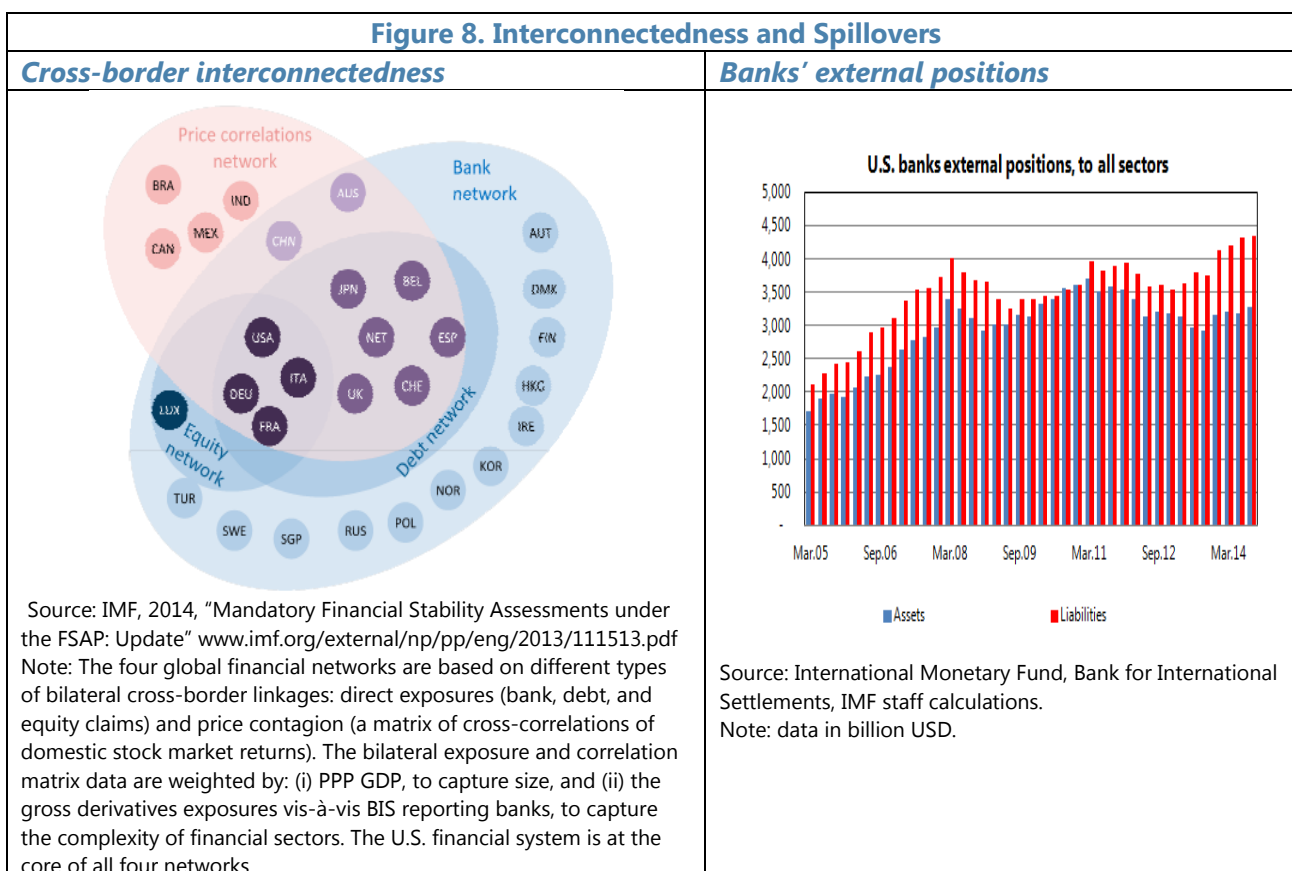 Figure 8. Interconnectedness and Spillovers
Cross-border interconnectedness
Banks' external positions
Price correlations
network
Bank
network
BRA
IND
AUS
MEX
CAN
CHN
AUT
JPN
BEL
DMK
USA
NET
ESP
FIN
ITA
DEU
UK
CHE
HKG
LUX
FRA
IRE
Equity
network
Debt network
KOR
NOR
TUR
SWE
SGP
RUS
POL
Source: IMF, 2014, "Mandatory Financial Stability Assessments under
the FSAP: Update" www.imf.org/external/np/pp/eng/2013/111513.pdf
Note: The four global financial networks are based on different types
of bilateral cross-border linkages: direct exposures (bank, debt, and
equity claims) and price contagion (a matrix of cross-correlations of
domestic stock market returns). The bilateral exposure and correlation
matrix data are weighted by: (i) PPP GDP, to capture size, and (ii) the
gross derivatives exposures vis-à-vis BIS reporting banks, to capture
the complexity of financial sectors. The U.S. financial system is at the
core of all four networks
U.S. banks external positions, to all sectors
5,000
4,500
4,000
3,500
3,000
2,500
2,000
1,500
1,000
500
-
Mar.05 Sep.06 Mar.08 Sep.09 Mar.11 Sep.12 Mar.14
Assets Liabilities
Source: International Monetary Fund, Bank for International
Settlements, IMF staff calculations.
Note: data in billion USD.